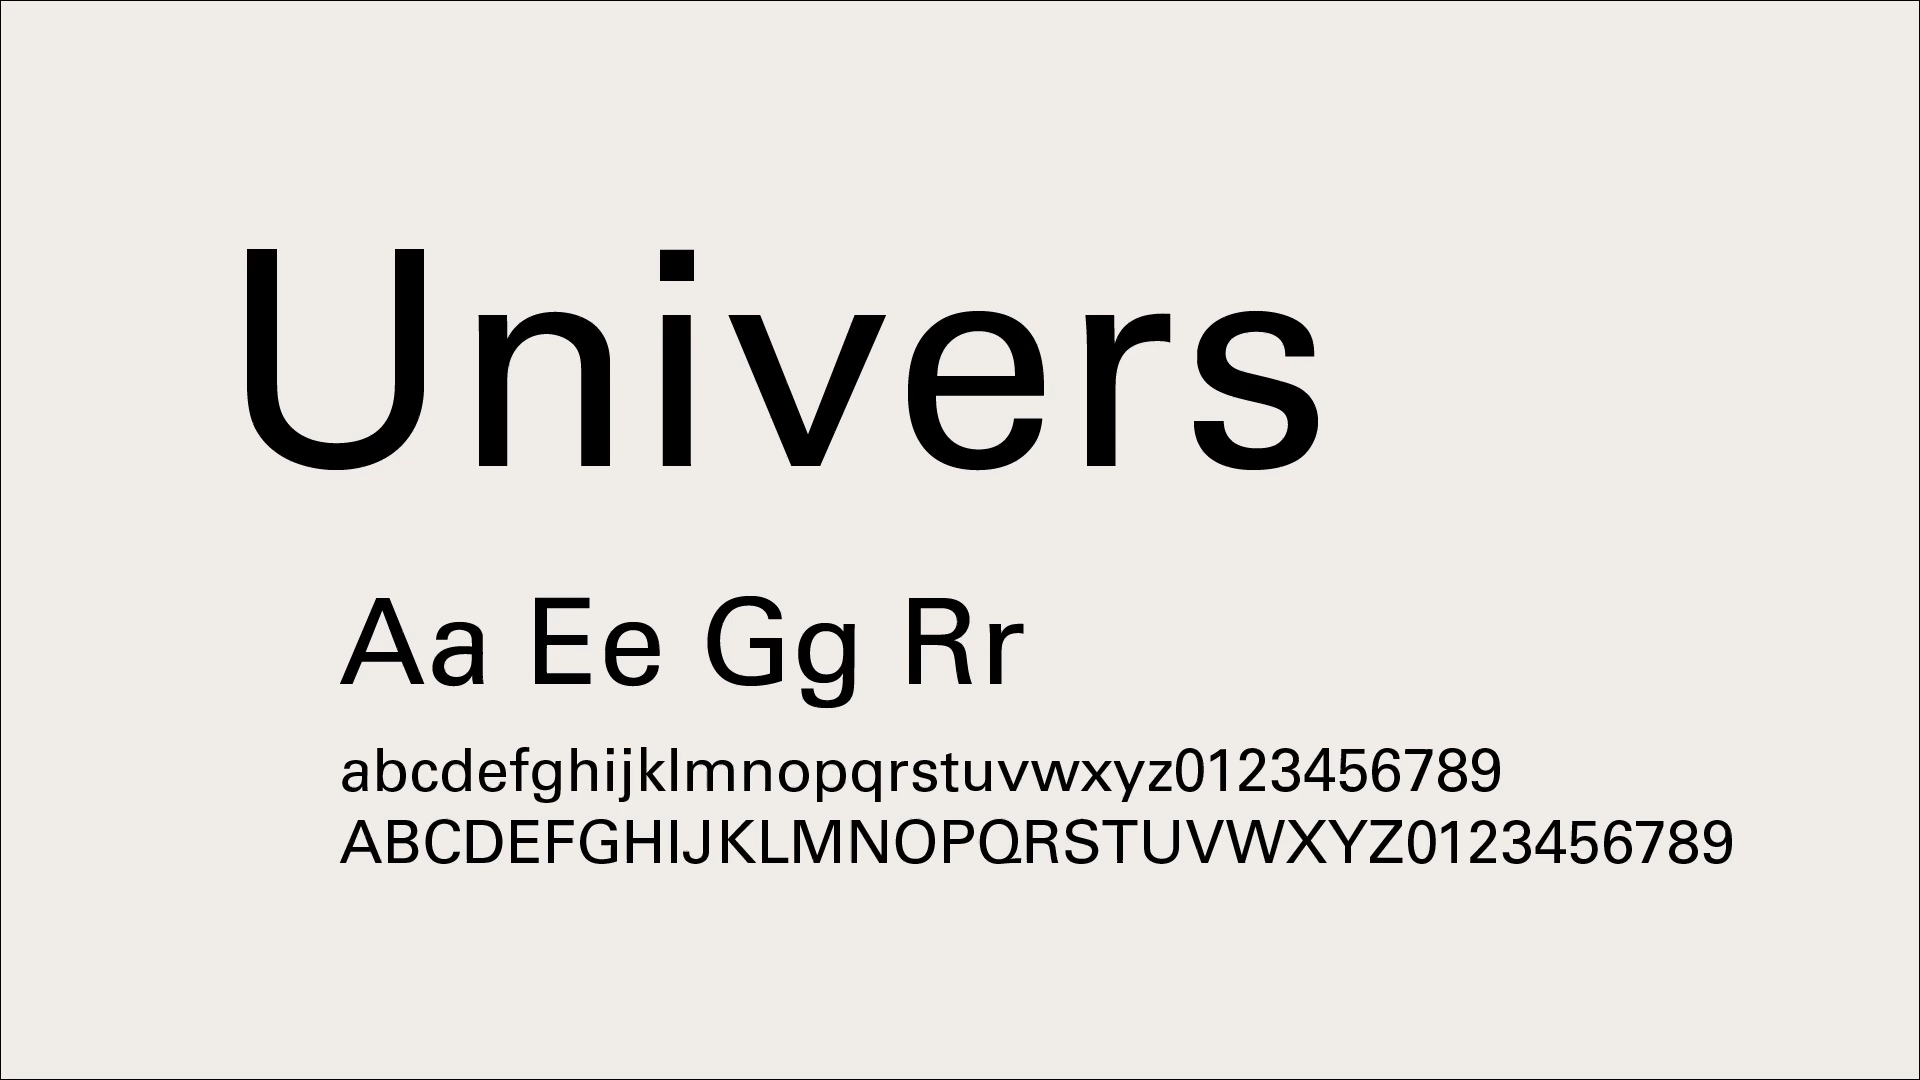 Univers
Aa Ee Gg Rr
abcdefghijklmnopqrstuvwxyz0123456789
ABCDEFGHIJKLMNOPQRSTUVWXYZ0123456789